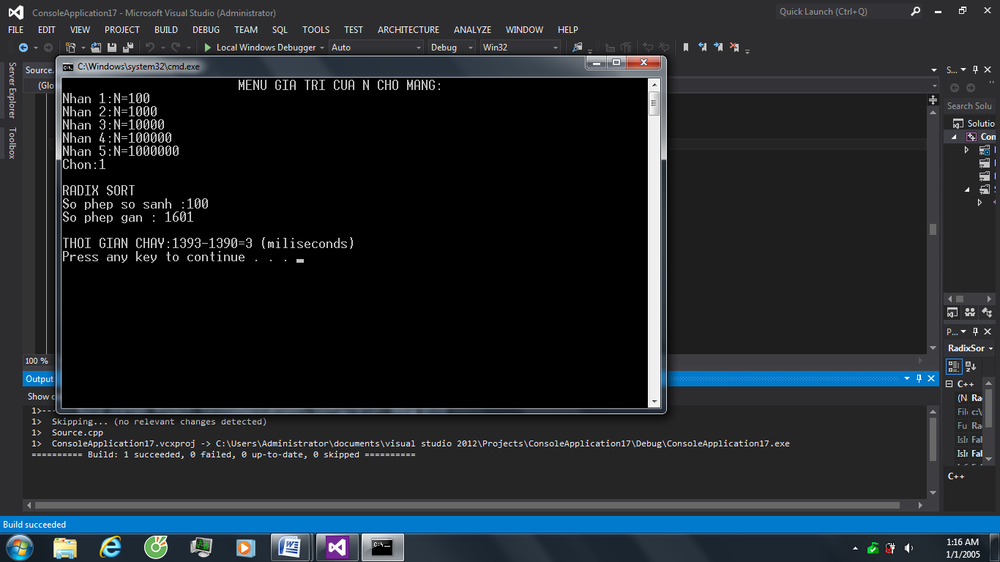 ConsoleApplication17 - Microsoft Visual Studio (Administrator)
Quick Launch (Ctrl+Q)
FILE EDIT VIEW PROJECT BUILD DEBUG TEAM SQL TOOLS TEST ARCHITECTURE ANALYZE WINDOW HELP
Local Windows Debugger Auto Debug Win32
Server Explorer
Toolbox
Source.
(Glo
C:\Windows\system32\cmd.exe
MENU GIA TRI CUA N CHO MANG:
Nhan 1:N=100
Nhan 2:N=1000
Nhan 3:N=10000
Nhan 4:N=100000
Nhan 5:N=1000000
Chon:1
RADIX SORT
So phep so sanh :100
So phep gan : 1601
THOI GIAN CHAY:1393-1390=3 (miliseconds)
Press any key to continue . . .
S...
Search Solu
Solutio
Con
P...
RadixSor
C++
(N Ra
File c:\
Fu Ra
IsIr Fal
IsIr Fal
C++
100 %
Output
Show o
1>--
1> Skipping... (no relevant changes detected)
1> Source.cpp
1> ConsoleApplication17.vcxproj -> C:\Users\Administrator\documents\visual studio 2012\Projects\ConsoleApplication17\Debug\ConsoleApplication17.exe
========== Build: 1 succeeded, 0 failed, 0 up-to-date, 0 skipped ==========
Build succeeded
1:16 AM
1/1/2005